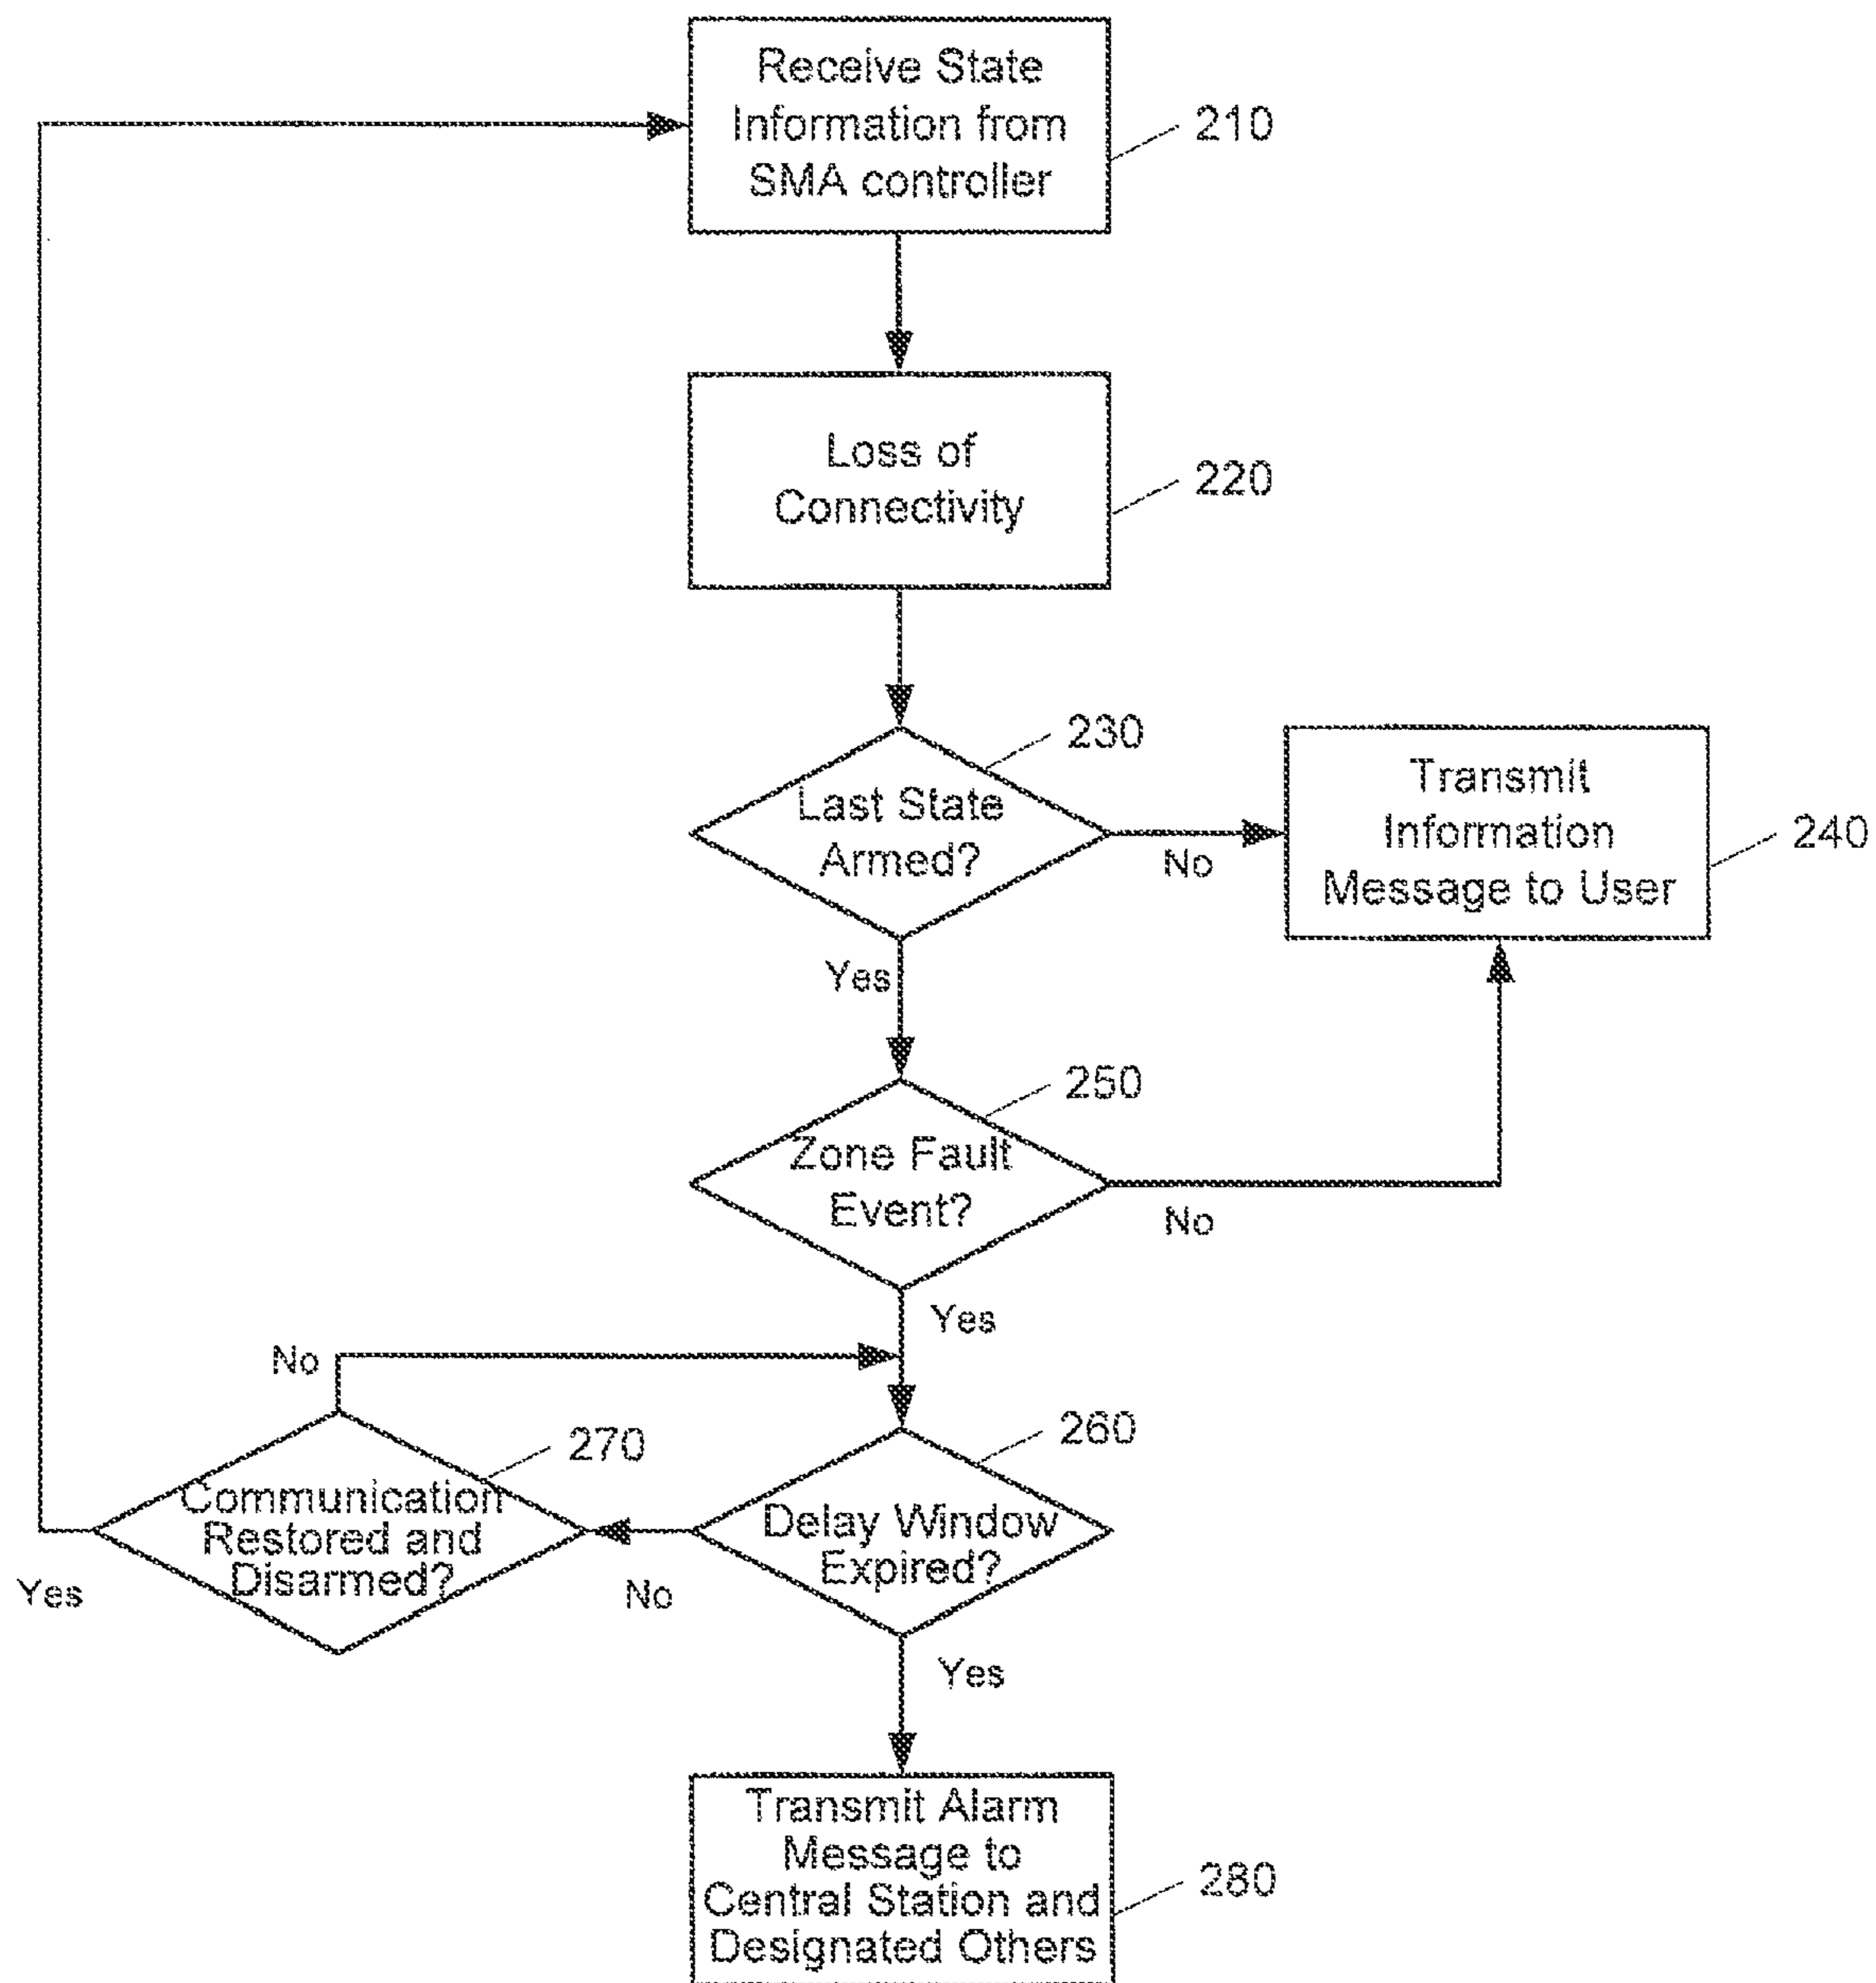 Receive State
Information from
SMA controller
210
Loss of
Connectivity
220
230
Last State
Armed?
No
Yes
Transmit
Information
Message to User
240
250
Zone Fault
Event?
No
Yes
No
270
Communication
Restored and
Disarmed?
Yes
260
Delay Window
Expired?
No
Yes
Transmit Alarm
Message to
Central Station and
Designated Others
280